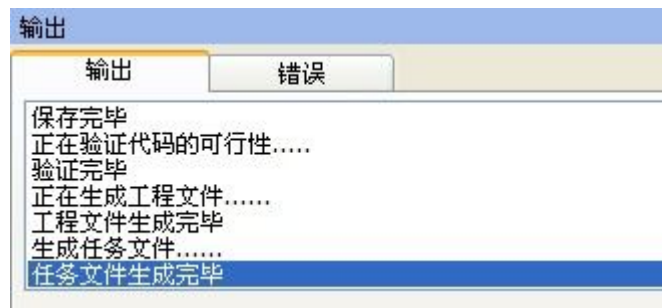 输出
输出 错误
保存完毕
正在验证代码的可行性.....
验证完毕
正在生成工程文件......
工程文件生成完毕
生成任务文件......
任务文件生成完毕